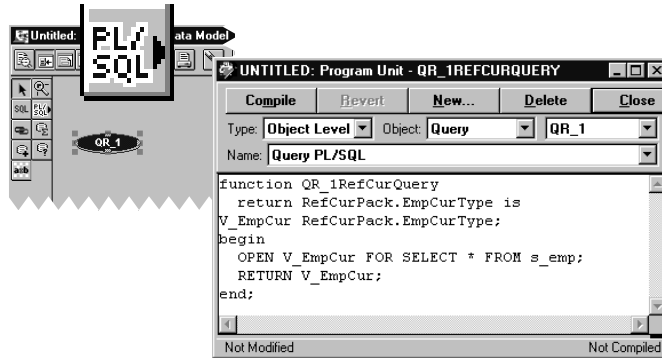 Untitled:
ata Model
PL/
SQL
SQL
PL/
SQL
QR_1
a≡b
UNTITLED: Program Unit - QR_1REFCURQUERY
Compile Revert New... Delete Close
Type: Object Level Object: Query QR_1
Name: Query PL/SQL
function QR_1RefCurQuery
return RefCurPack.EmpCurType is
V_EmpCur RefCurPack.EmpCurType;
begin
OPEN V_EmpCur FOR SELECT * FROM s_emp;
RETURN V_EmpCur;
end;
Not Modified Not Compiled